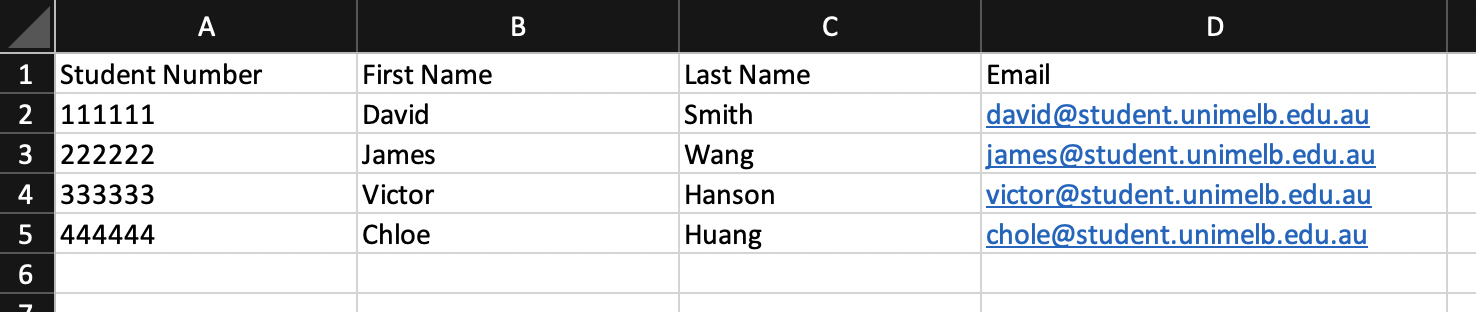 A B C D
1 Student Number First Name Last Name Email
2 111111 David Smith david@student.unimelb.edu.au
3 222222 James Wang james@student.unimelb.edu.au
4 333333 Victor Hanson victor@student.unimelb.edu.au
5 444444 Chloe Huang chole@student.unimelb.edu.au
6
7